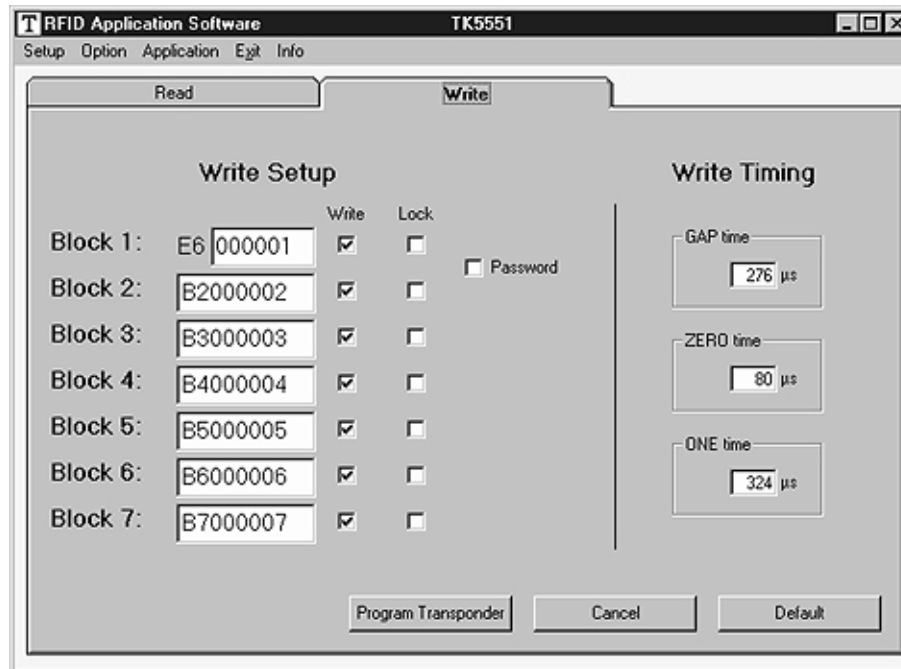 T RFID Application Software TK5551
Setup Option Application Exit Info
Read Write
Write Setup
Write Lock
Block 1: E6 000001
Password
Block 2: B2000002
Block 3: B3000003
Block 4: B4000004
Block 5: B5000005
Block 6: B6000006
Block 7: B7000007
Write Timing
GAP time
276 µs
ZERO time
80 µs
ONE time
324 µs
Program Transponder Cancel Default